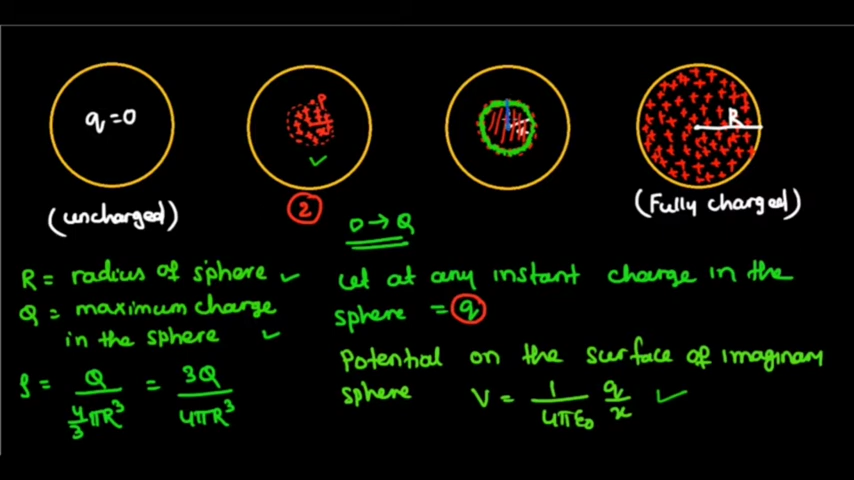 q = 0
P
x
x
R
(uncharged)
2
(Fully charged)
0 → Q
R = radius of sphere ✓
Q = maximum charge
in the sphere ✓
ρ = Q / (4/3 πR³) = 3Q / 4πR³
Let at any instant charge in the
sphere = q
Potential on the surface of imaginary
sphere V = 1/4πε₀ q/x ✓